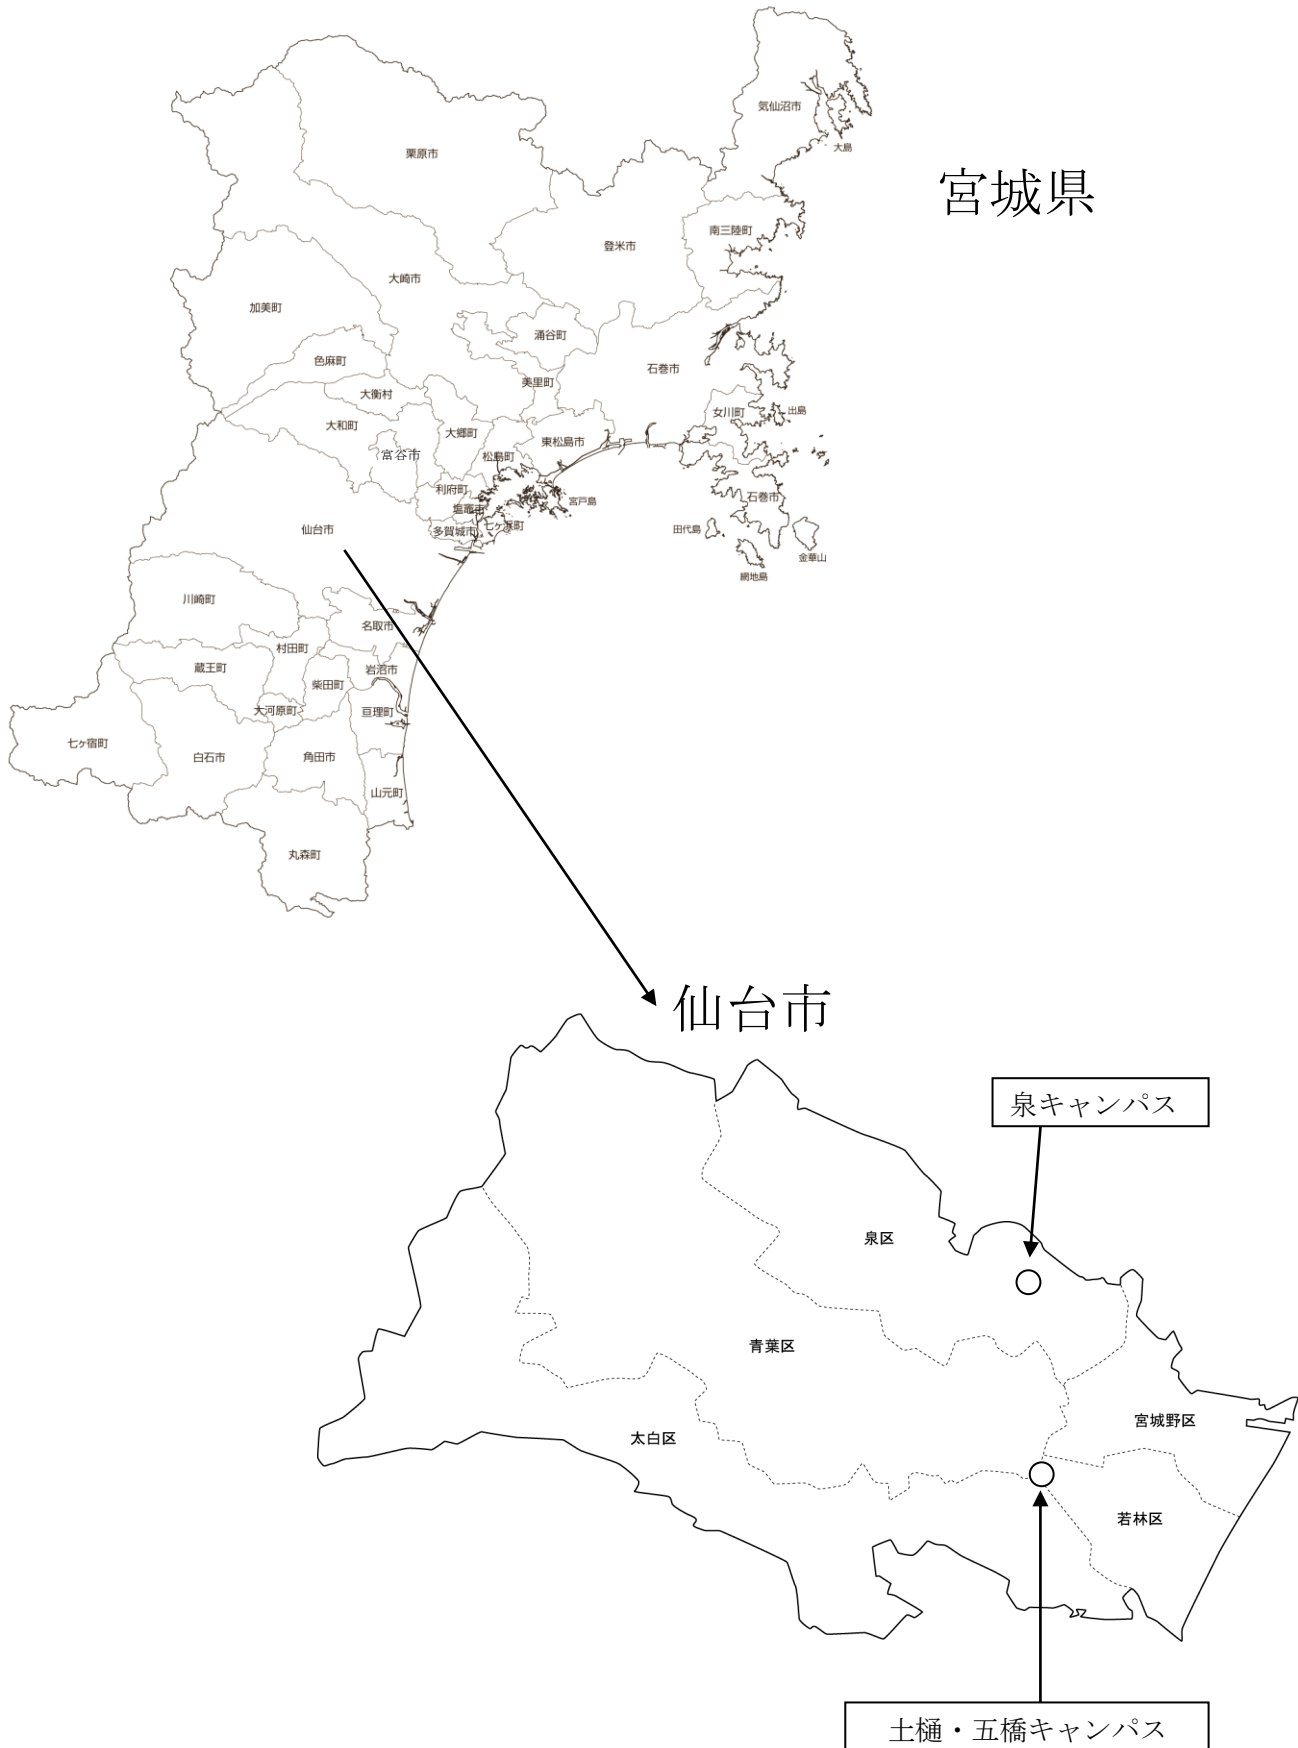 気仙沼市
大島
栗原市
宮城県
南三陸町
登米市
大崎市
加美町
涌谷町
色麻町
石巻市
美里町
大衡村
出島
女川町
大和町
大郷町
東松島市
富谷市
松島町
利府町
石巻市
宮戸島
塩竈市
七ヶ浜町
仙台市
多賀城市
田代島
金華山
網地島
川崎町
名取市
村田町
蔵王町
岩沼市
柴田町
大河原町
亘理町
七ヶ宿町
白石市
角田市
山元町
丸森町
仙台市
泉キャンパス
泉区
青葉区
宮城野区
太白区
若林区
土樋・五橋キャンパス